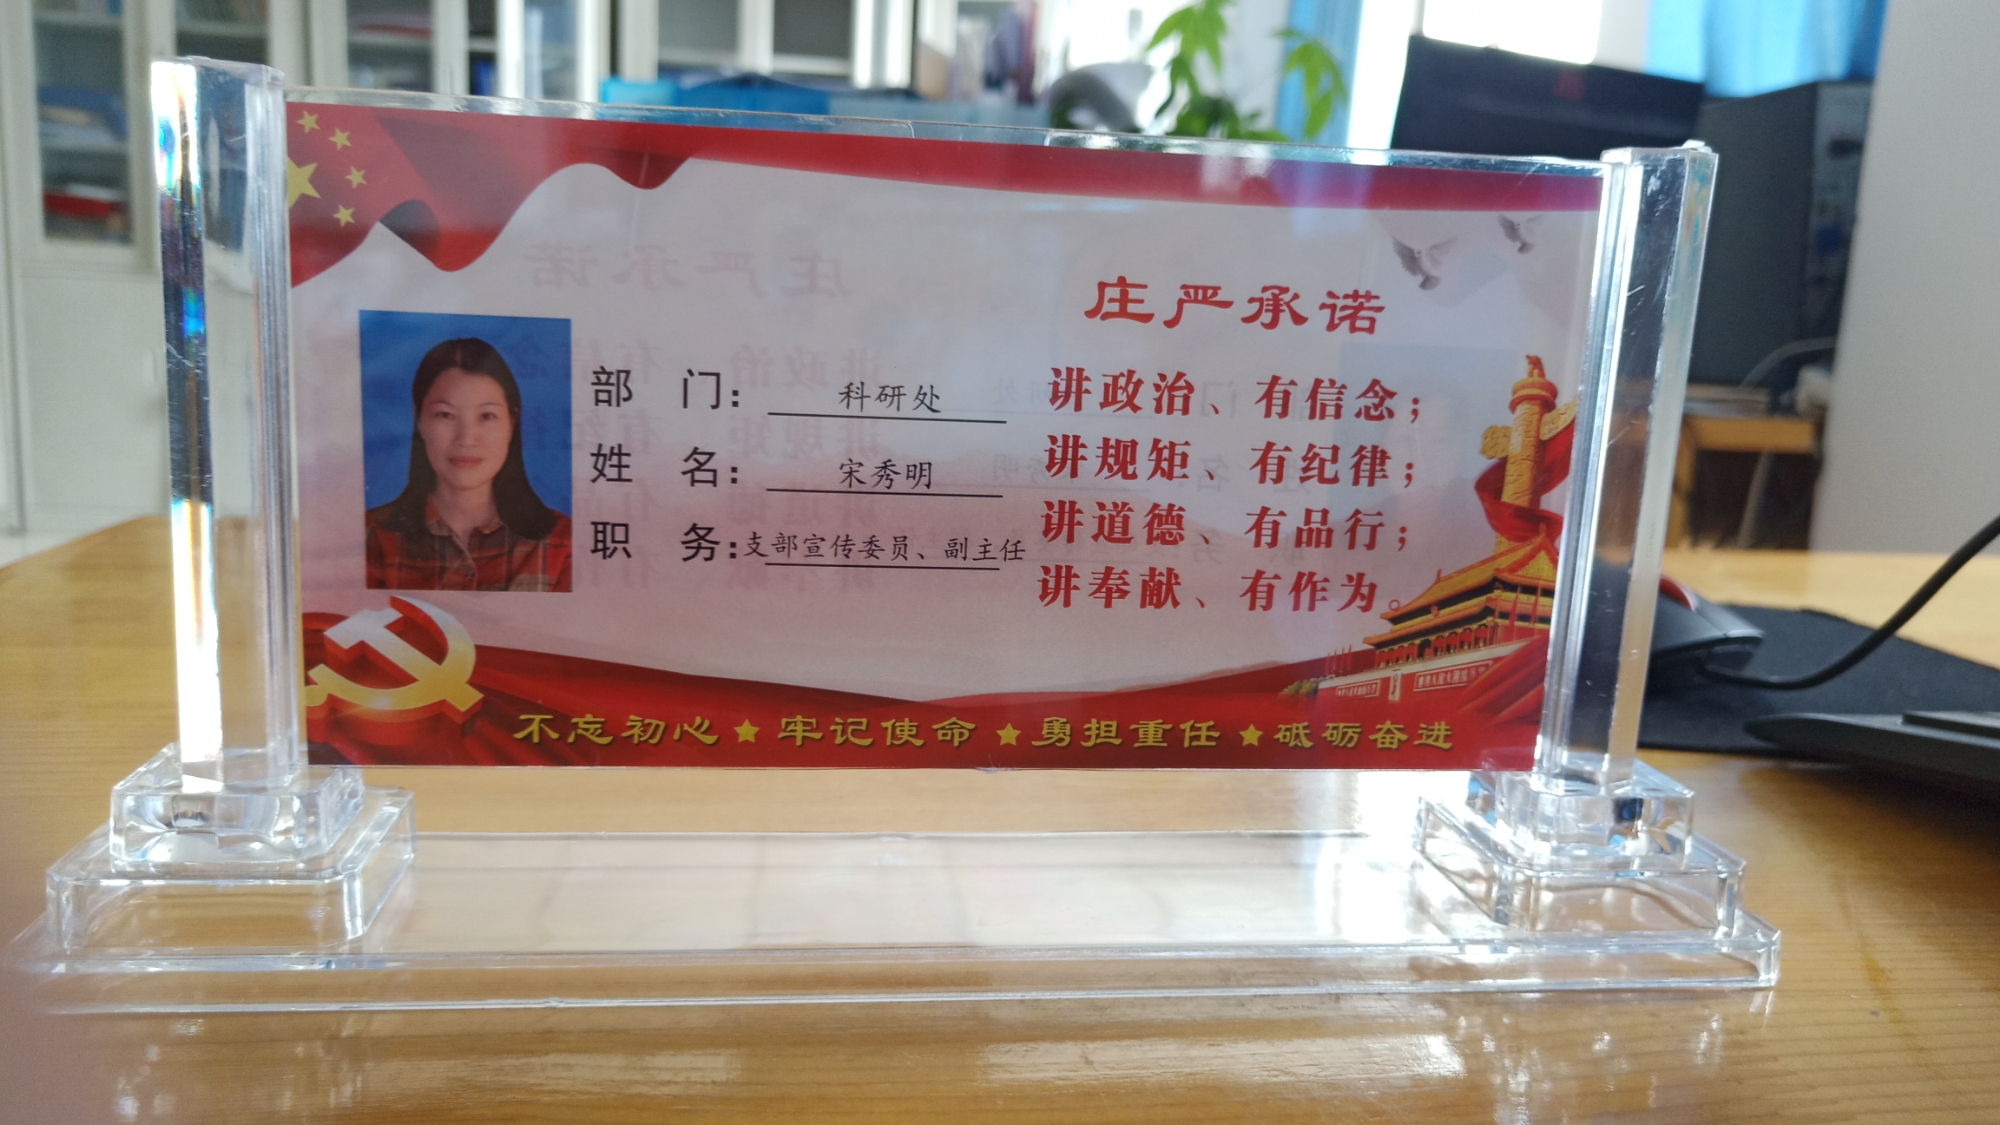 庄严承诺
部 门: 科研处
姓 名: 宋秀明
职 务: 支部宣传委员、副主任
讲政治、有信念;
讲规矩、有纪律;
讲道德、有品行;
讲奉献、有作为。
不忘初心★牢记使命★勇担重任★砥砺奋进